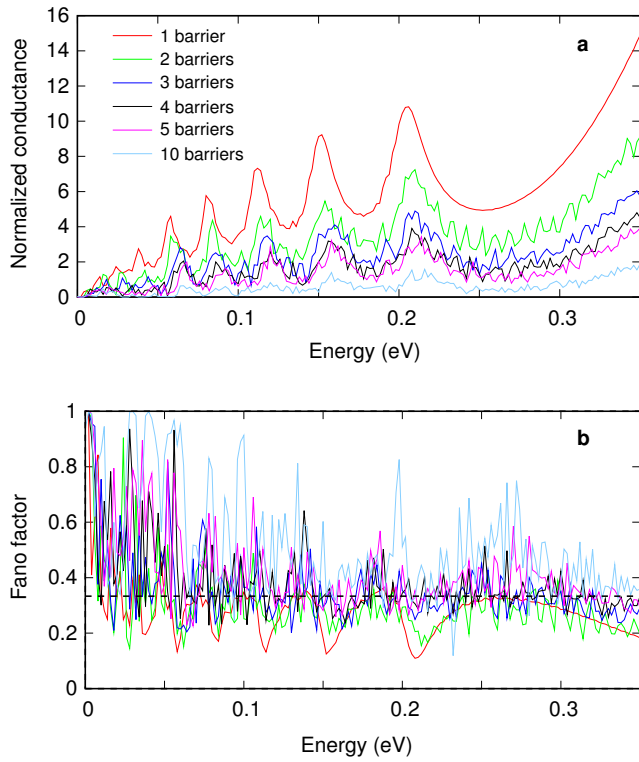 a
Normalized conductance
16
14
12
10
8
6
4
2
0
1 barrier
2 barriers
3 barriers
4 barriers
5 barriers
10 barriers
0 0.1 0.2 0.3
Energy (eV)
b
Fano factor
1
0.8
0.6
0.4
0.2
0
0 0.1 0.2 0.3
Energy (eV)